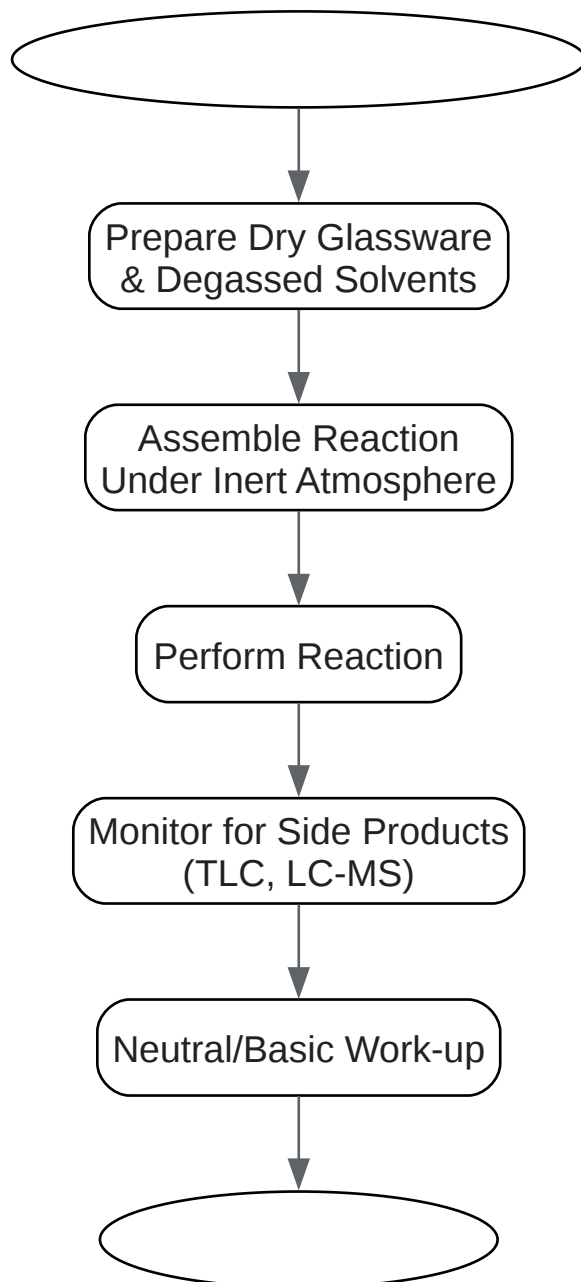 Prepare Dry Glassware
& Degassed Solvents
Assemble Reaction
Under Inert Atmosphere
Perform Reaction
Monitor for Side Products
(TLC, LC-MS)
Neutral/Basic Work-up